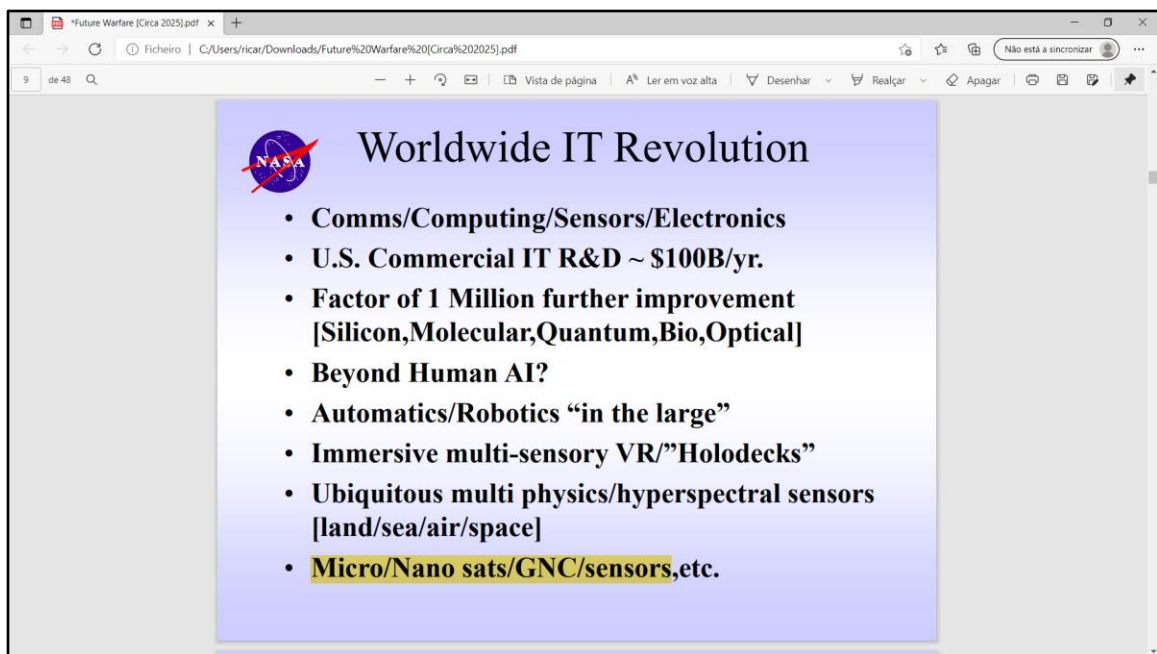 *Future Warfare [Circa 2025].pdf
Ficheiro | C:/Users/ricar/Downloads/Future%20Warfare%20[Circa%202025].pdf
Não está a sincronizar
9 de 48
Vista de página
Ler em voz alta
Desenhar
Realçar
Apagar
NASA
Worldwide IT Revolution
• Comms/Computing/Sensors/Electronics
• U.S. Commercial IT R&D ~ $100B/yr.
• Factor of 1 Million further improvement
[Silicon,Molecular,Quantum,Bio,Optical]
• Beyond Human AI?
• Automatics/Robotics “in the large”
• Immersive multi-sensory VR/”Holodecks”
• Ubiquitous multi physics/hyperspectral sensors
[land/sea/air/space]
• Micro/Nano sats/GNC/sensors,etc.